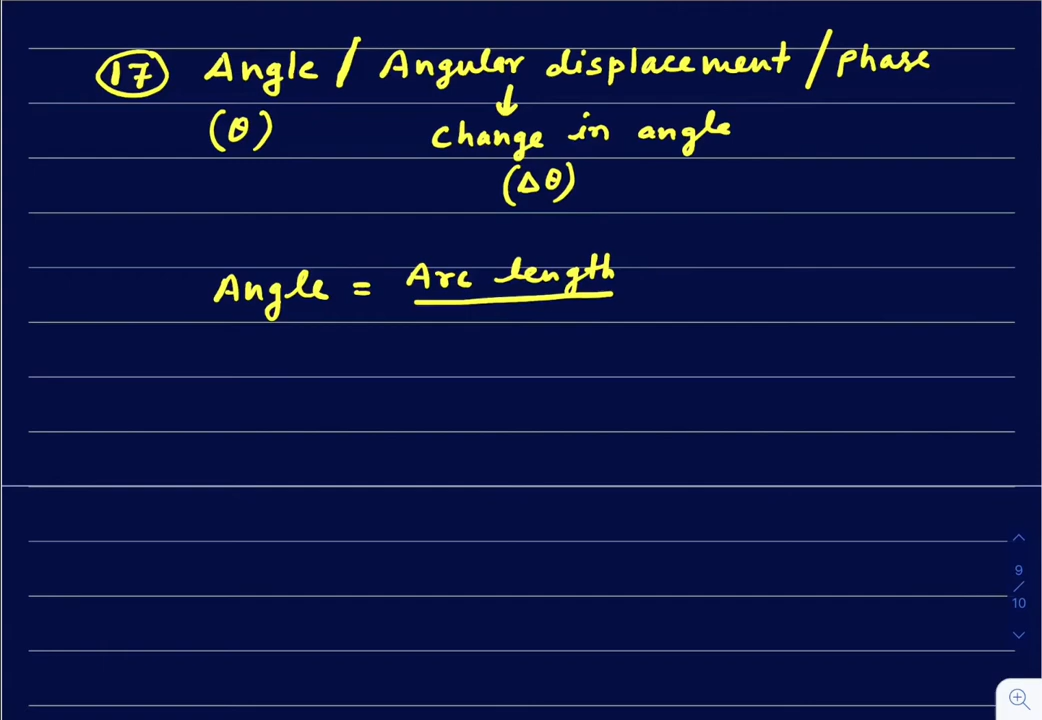 17 Angle / Angular displacement / phase
(θ) ↓ change in angle
(Δθ)
Angle = Arc length
9
/
10